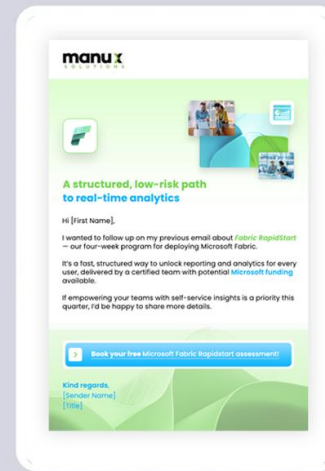 manux
SOLUTIONS
A structured, low-risk path
to real-time analytics
Hi [First Name],
I wanted to follow up on my previous email about Fabric RapidStart
— our four-week program for deploying Microsoft Fabric.
It's a fast, structured way to unlock reporting and analytics for every
user, delivered by a certified team with potential Microsoft funding
available.
If empowering your teams with self-service insights is a priority this
quarter, I'd be happy to share more details.
Book your free Microsoft Fabric Rapidstart assessment!
Kind regards,
[Sender Name]
[Title]